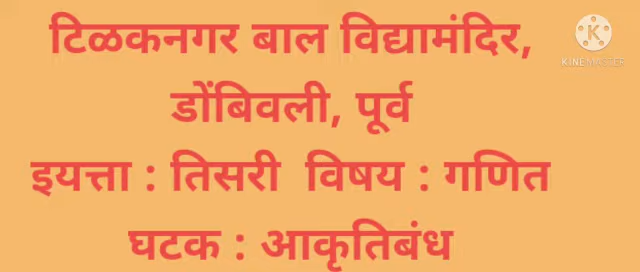 टिळकनगर बाल विद्यामंदिर,
KINEMASTER
डोंबिवली, पूर्व
इयत्ता : तिसरी विषय : गणित
घटक : आकृतिबंध